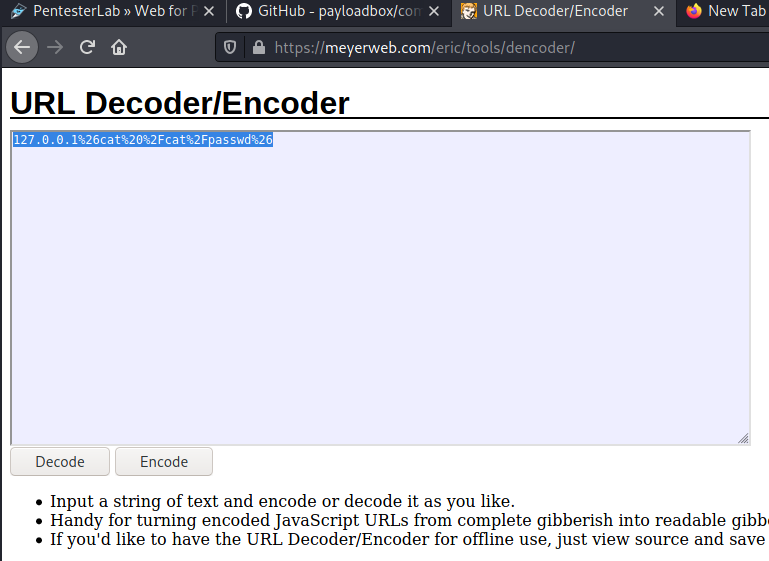 PentesterLab » Web for P
GitHub - payloadbox/com
URL Decoder/Encoder
New Tab
https://meyerweb.com/eric/tools/dencoder/
URL Decoder/Encoder
127.0.0.1%26cat%20%2Fcat%2Fpasswd%26
Decode
Encode
Input a string of text and encode or decode it as you like.
Handy for turning encoded JavaScript URLs from complete gibberish into readable gibbe
If you'd like to have the URL Decoder/Encoder for offline use, just view source and save